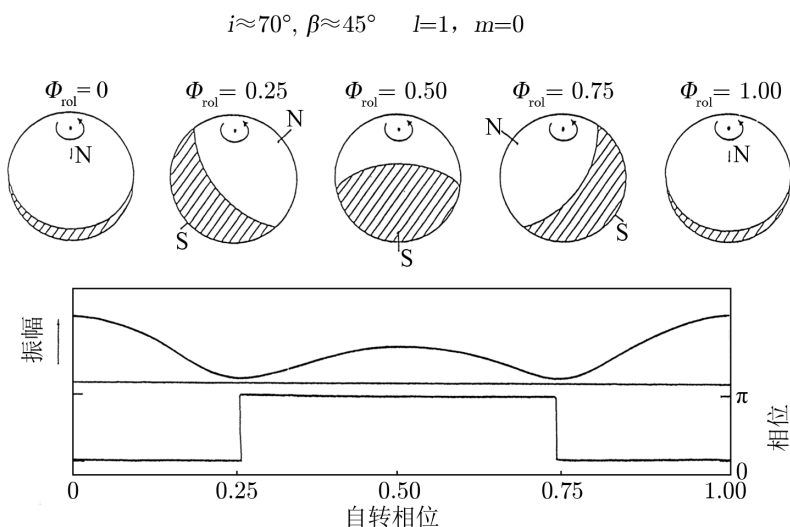 i≈70°, β≈45° l=1，m=0
Φrol=0 Φrol=0.25 Φrol=0.50 Φrol=0.75 Φrol=1.00
N N N N
S S S
振幅
π
相位
0
0 0.25 0.50 0.75 1.00
自转相位